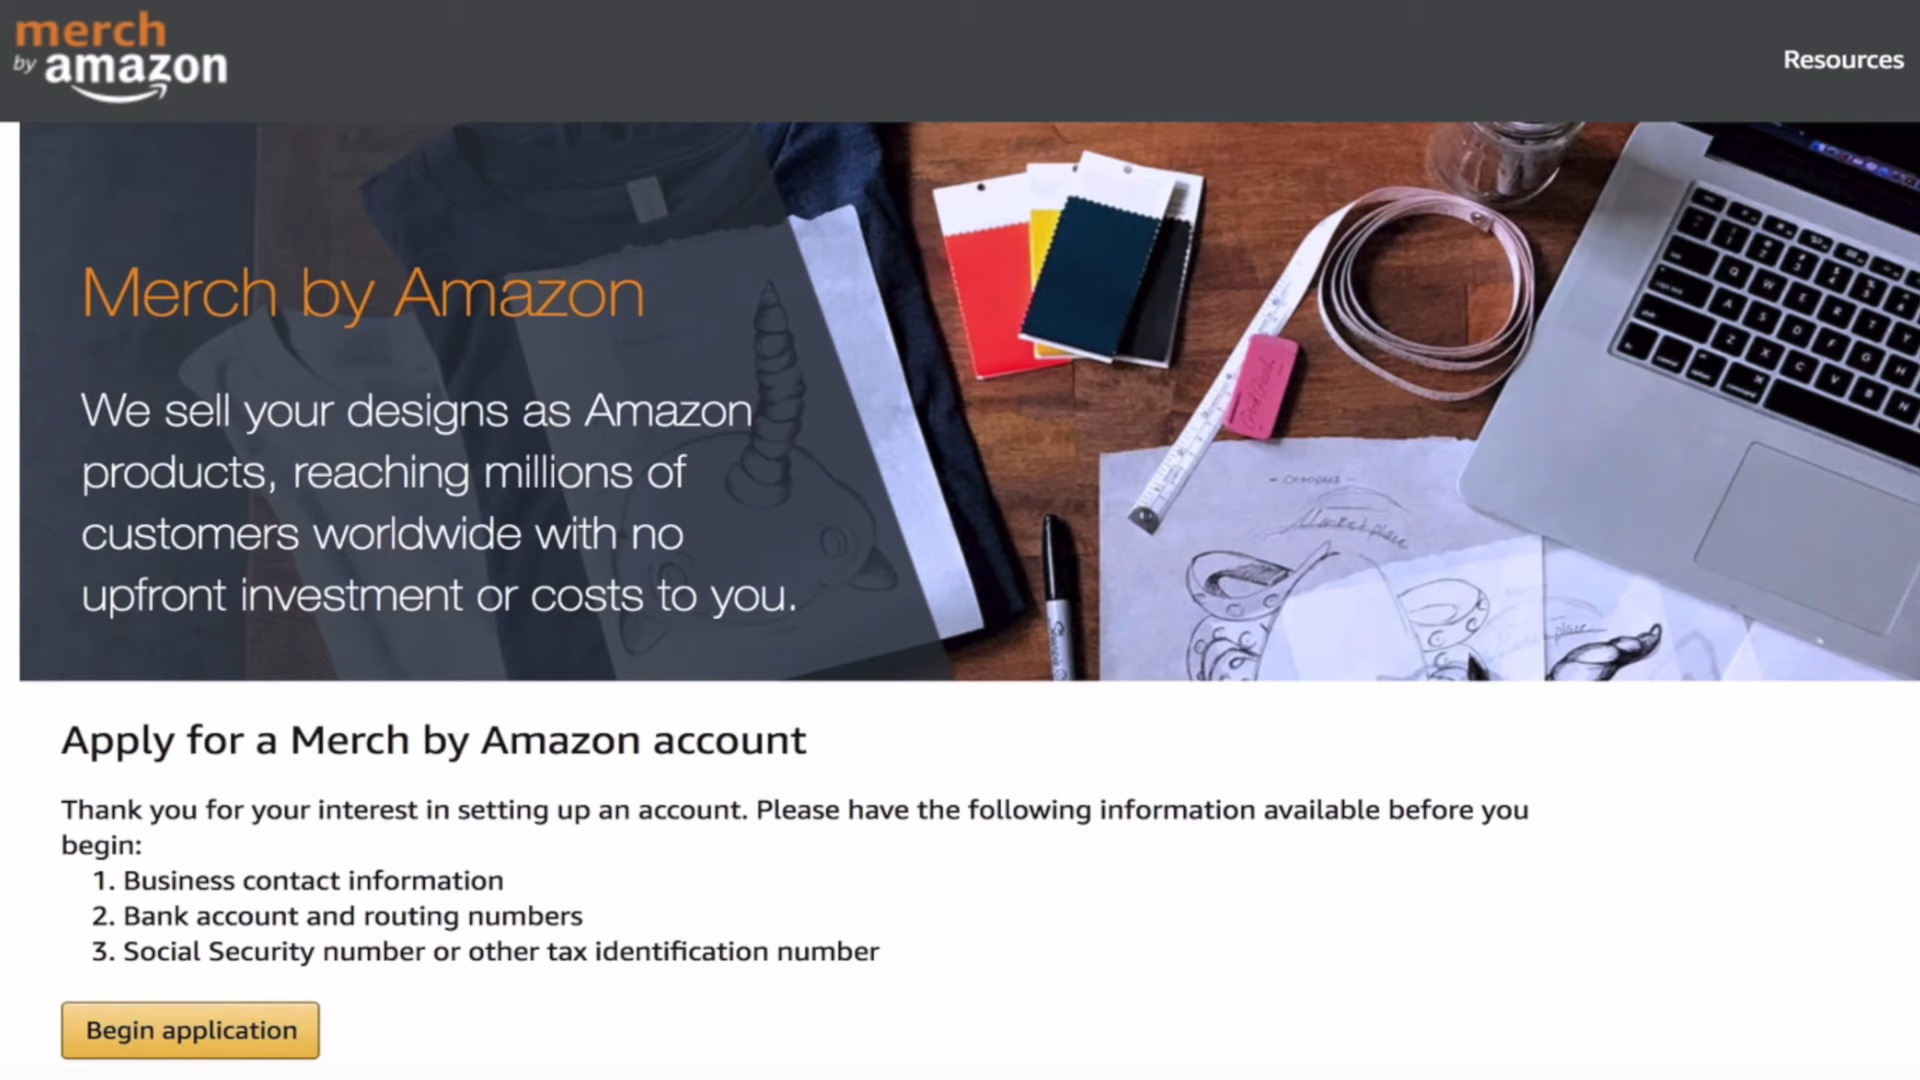 merch
by amazon
Resources
Merch by Amazon
We sell your designs as Amazon
products, reaching millions of
customers worldwide with no
upfront investment or costs to you.
- Octopus -
Marketplace
Apply for a Merch by Amazon account
Thank you for your interest in setting up an account. Please have the following information available before you
begin:
1. Business contact information
2. Bank account and routing numbers
3. Social Security number or other tax identification number
Begin application